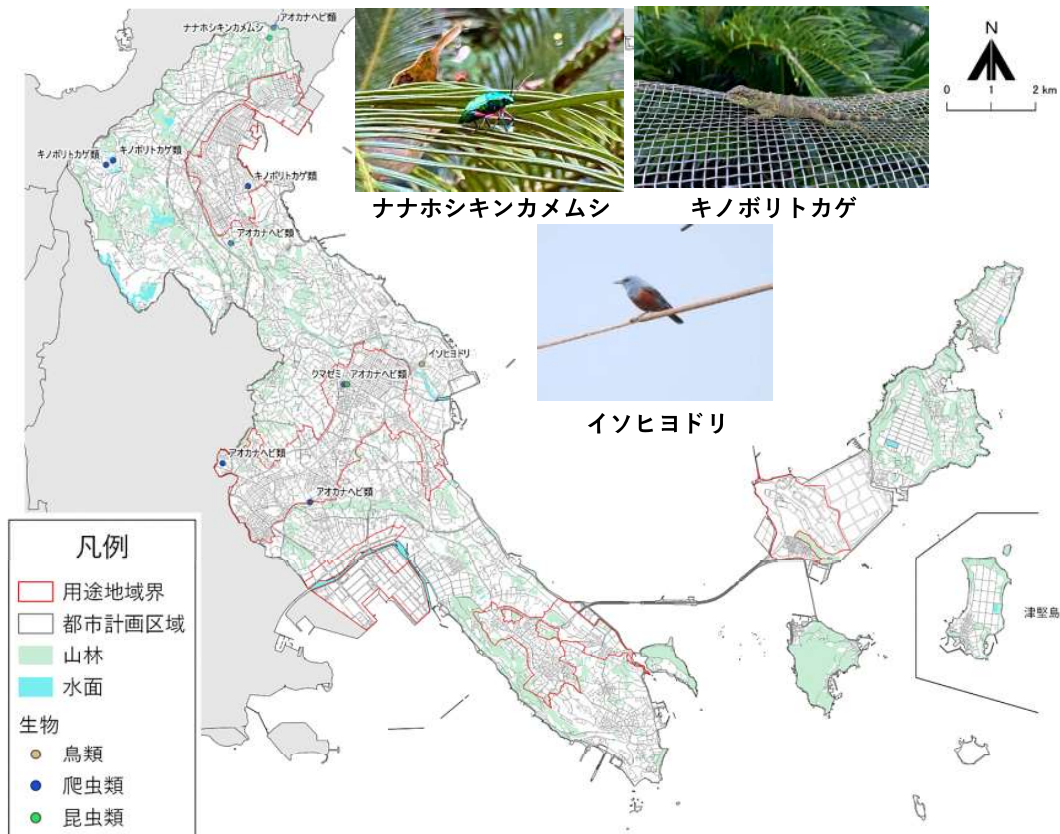 ナナホシキンカメムシ
アオカナヘビ類
キノボリトカゲ類
キノボリトカゲ類
キノボリトカゲ類
アオカナヘビ類
イソヒヨドリ
クマゼミ
アオカナヘビ類
アオカナヘビ類
アオカナヘビ類
ナナホシキンカメムシ
キノボリトカゲ
イソヒヨドリ
N
0 1 2 km
津堅島
凡例
用途地域界
都市計画区域
山林
水面
生物
鳥類
爬虫類
昆虫類